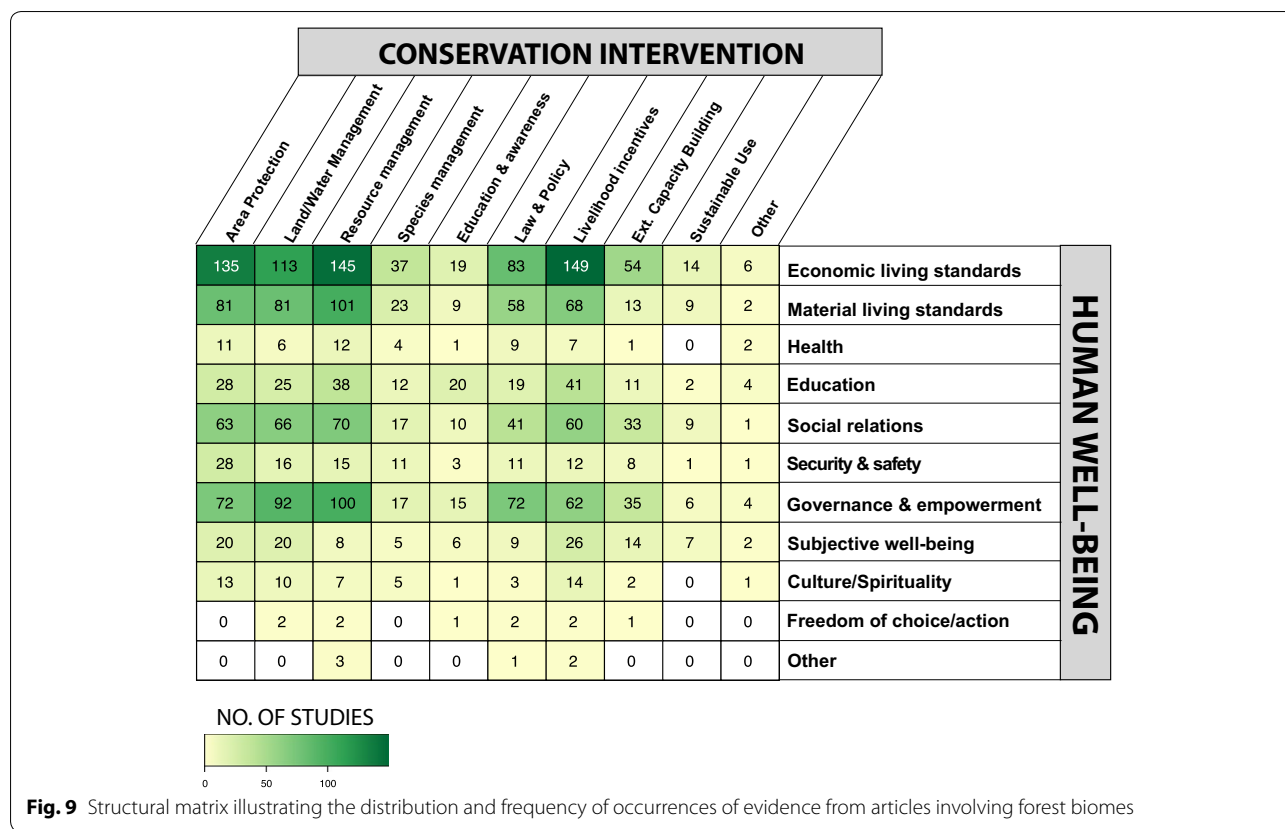 CONSERVATION INTERVENTION
Area Protection
Land/Water Management
Resource management
Species management
Education & awareness
Law & Policy
Livelihood incentives
Ext. Capacity Building
Sustainable Use
Other
135 113 145 37 19 83 149 54 14 6 Economic living standards
81 81 101 23 9 58 68 13 9 2 Material living standards
11 6 12 4 1 9 7 1 0 2 Health
28 25 38 12 20 19 41 11 2 4 Education
63 66 70 17 10 41 60 33 9 1 Social relations
28 16 15 11 3 11 12 8 1 1 Security & safety
72 92 100 17 15 72 62 35 6 4 Governance & empowerment
20 20 8 5 6 9 26 14 7 2 Subjective well-being
13 10 7 5 1 3 14 2 0 1 Culture/Spirituality
0 2 2 0 1 2 2 1 0 0 Freedom of choice/action
0 0 3 0 0 1 2 0 0 0 Other
HUMAN WELL-BEING
NO. OF STUDIES
0 50 100
Fig. 9 Structural matrix illustrating the distribution and frequency of occurrences of evidence from articles involving forest biomes